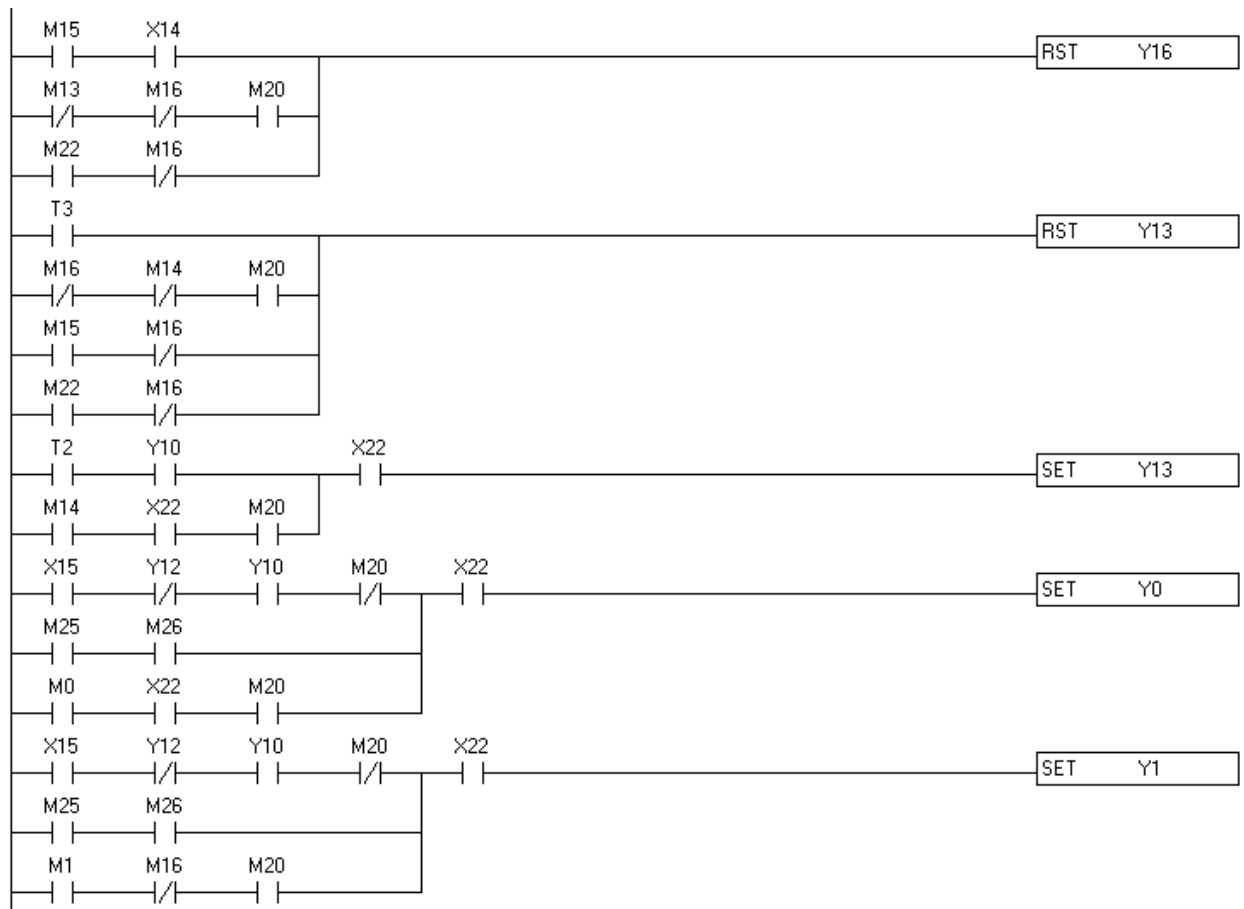 M15 X14
RST Y16
M13 M16 M20
M22 M16
T3
RST Y13
M16 M14 M20
M15 M16
M22 M16
T2 Y10 X22
SET Y13
M14 X22 M20
X15 Y12 Y10 M20 X22
SET Y0
M25 M26
M0 X22 M20
X15 Y12 Y10 M20 X22
SET Y1
M25 M26
M1 M16 M20